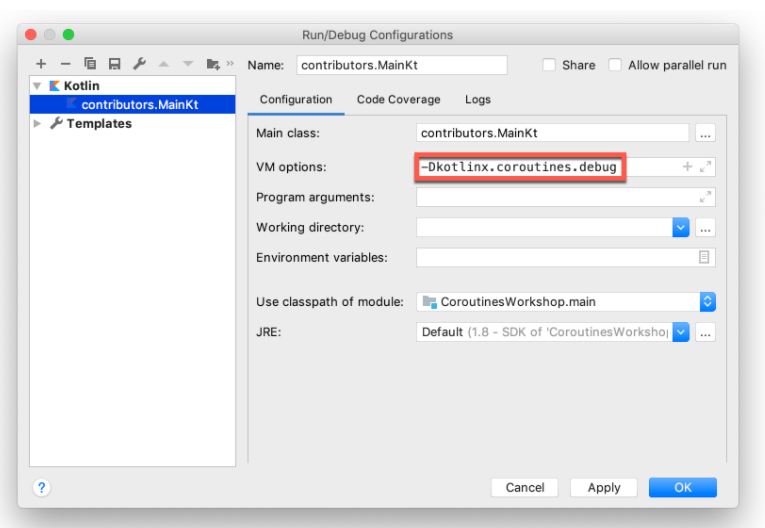 Run/Debug Configurations
Name: contributors.MainKt Share Allow parallel run
Kotlin
contributors.MainKt
Templates
Configuration Code Coverage Logs
Main class: contributors.MainKt ...
VM options: -Dkotlinx.coroutines.debug
Program arguments:
Working directory: ...
Environment variables:
Use classpath of module: CoroutinesWorkshop.main
JRE: Default (1.8 - SDK of 'CoroutinesWorkshop ...
? Cancel Apply OK